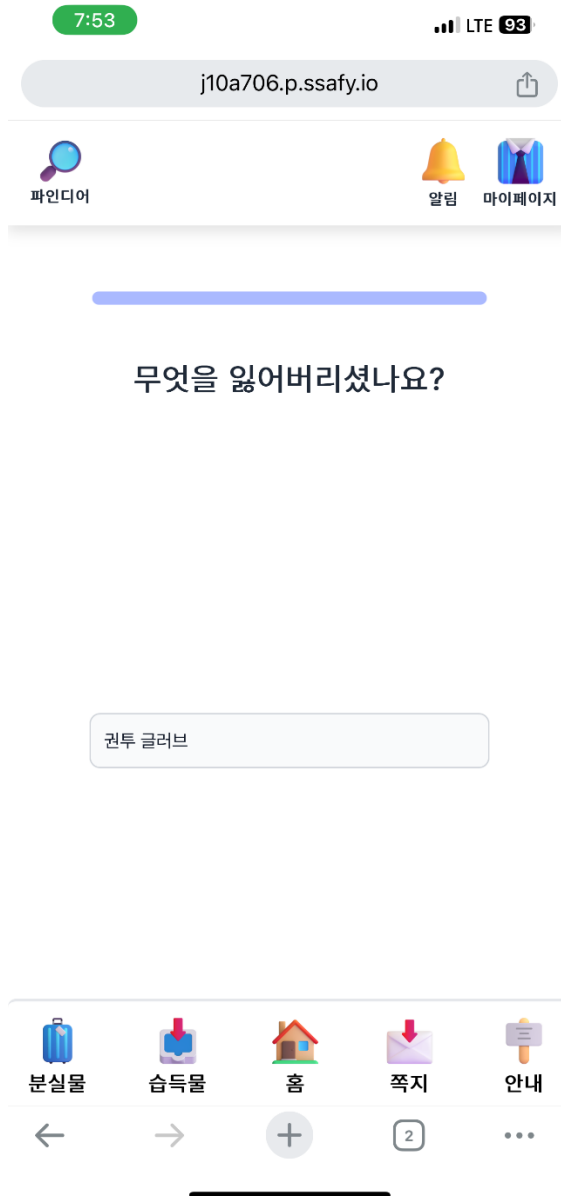 7:53
LTE 93
j10a706.p.ssafy.io
파인디어
알림 마이페이지
무엇을 잃어버리셨나요?
권투 글러브
분실물 습득물 홈 쪽지 안내
2